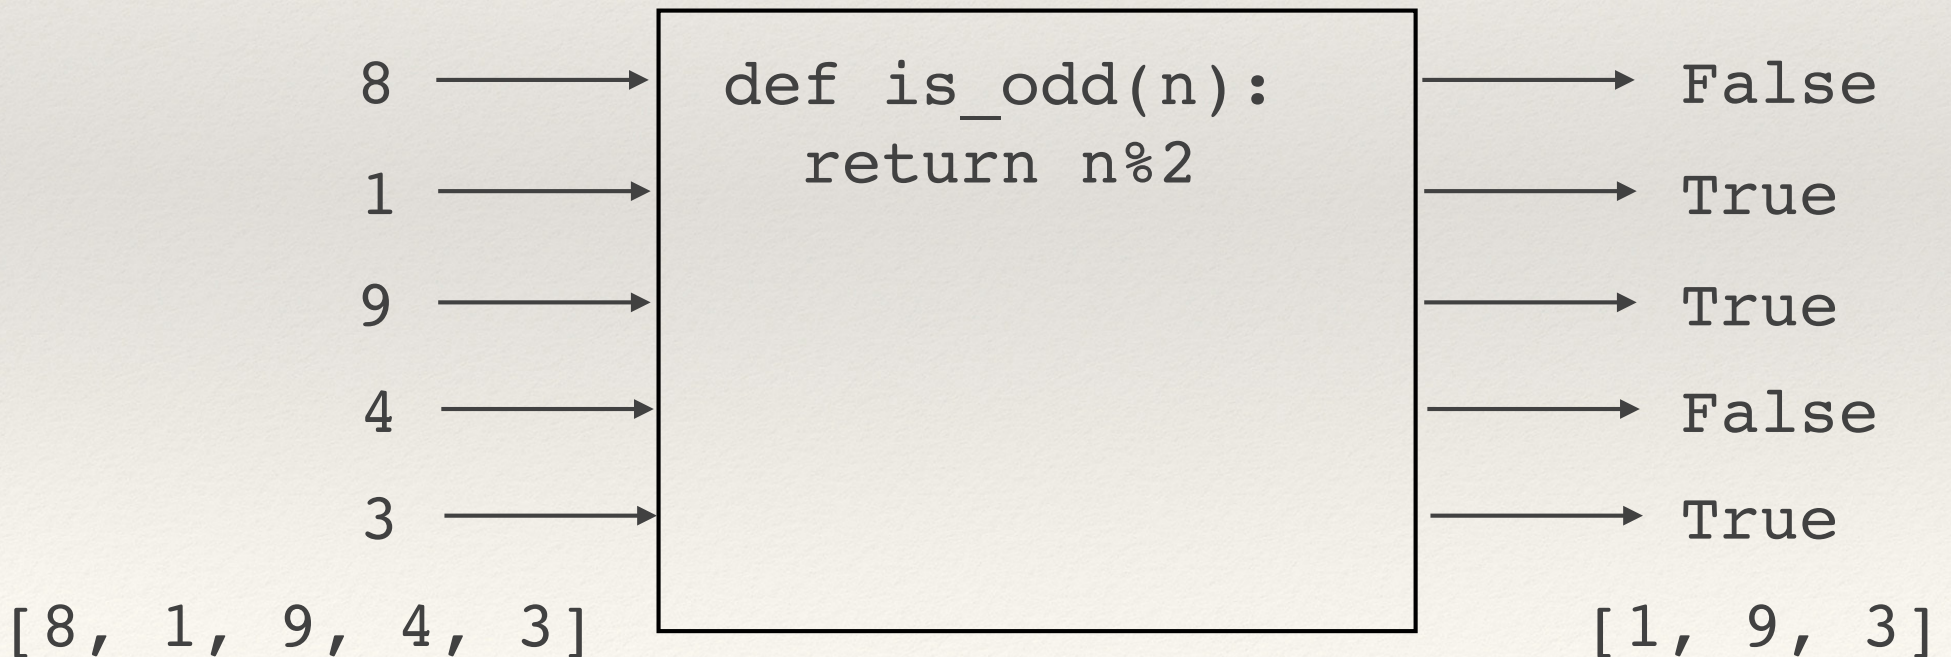 8 def is_odd(n): False
return n%2
1 True
9 True
4 False
3 True
[8, 1, 9, 4, 3] [1, 9, 3]